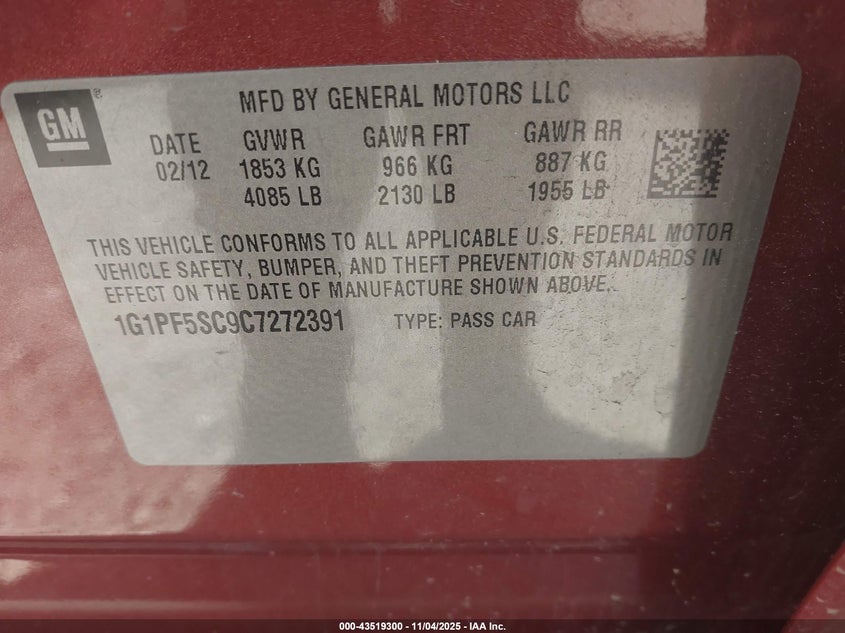 GM ®
MFD BY GENERAL MOTORS LLC
DATE GVWR GAWR FRT GAWR RR
02/12 1853 KG 966 KG 887 KG
4085 LB 2130 LB 1955 LB
THIS VEHICLE CONFORMS TO ALL APPLICABLE U.S. FEDERAL MOTOR
VEHICLE SAFETY, BUMPER, AND THEFT PREVENTION STANDARDS IN
EFFECT ON THE DATE OF MANUFACTURE SHOWN ABOVE.
1G1PF5SC9C7272391 TYPE: PASS CAR
000-43519300 - 11/04/2025 - IAA Inc.